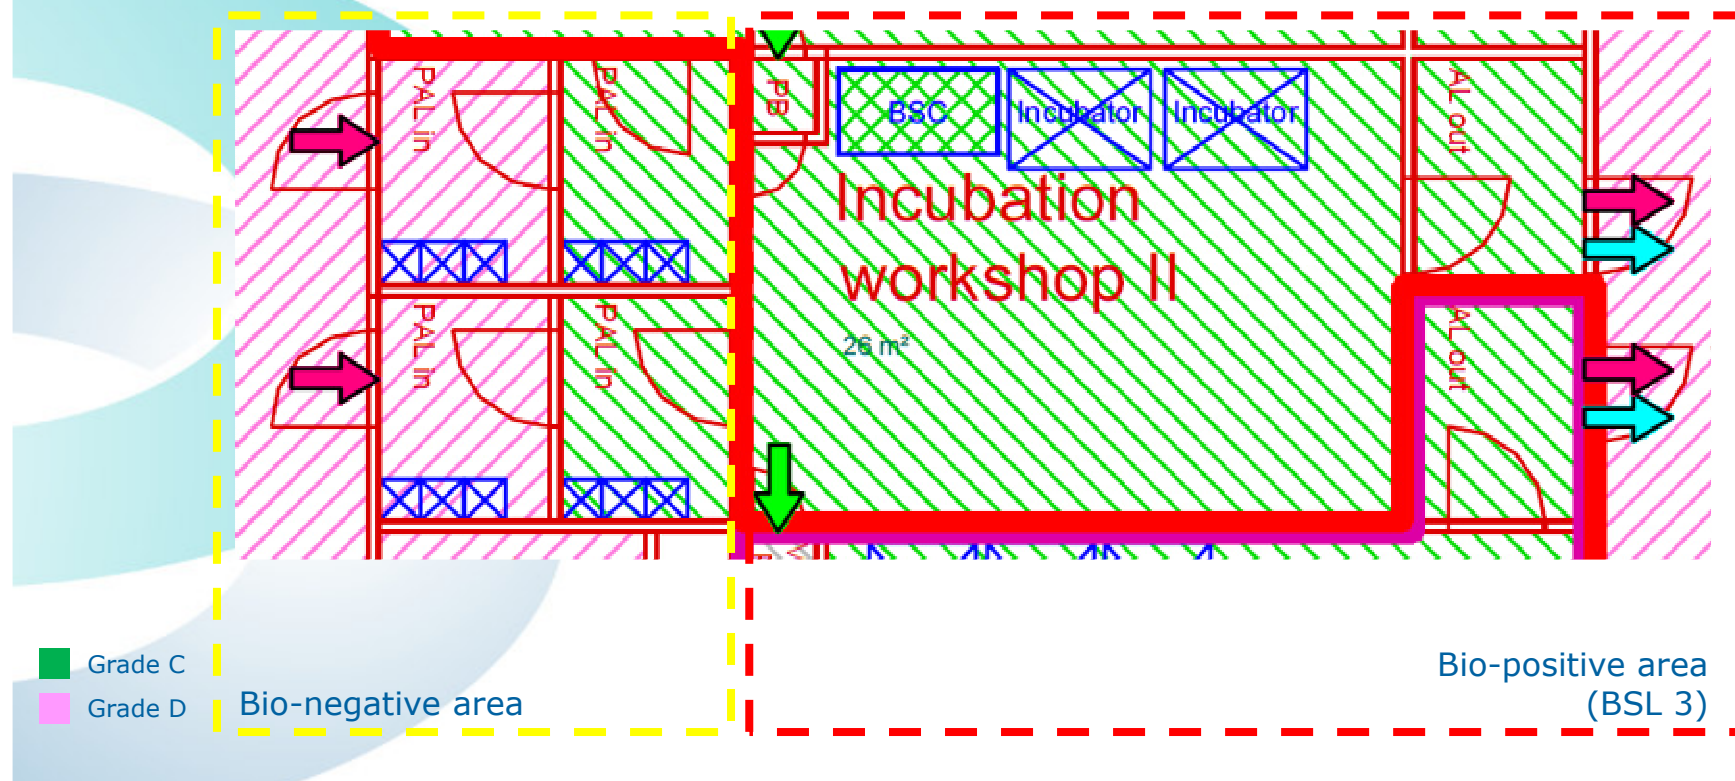 PAL in
PAL in
PB
BSC
Incubator
Incubator
AL out
Incubation
workshop II
26 m²
PAL in
PAL in
AL out
Grade C
Grade D
Bio-negative area
Bio-positive area
(BSL 3)